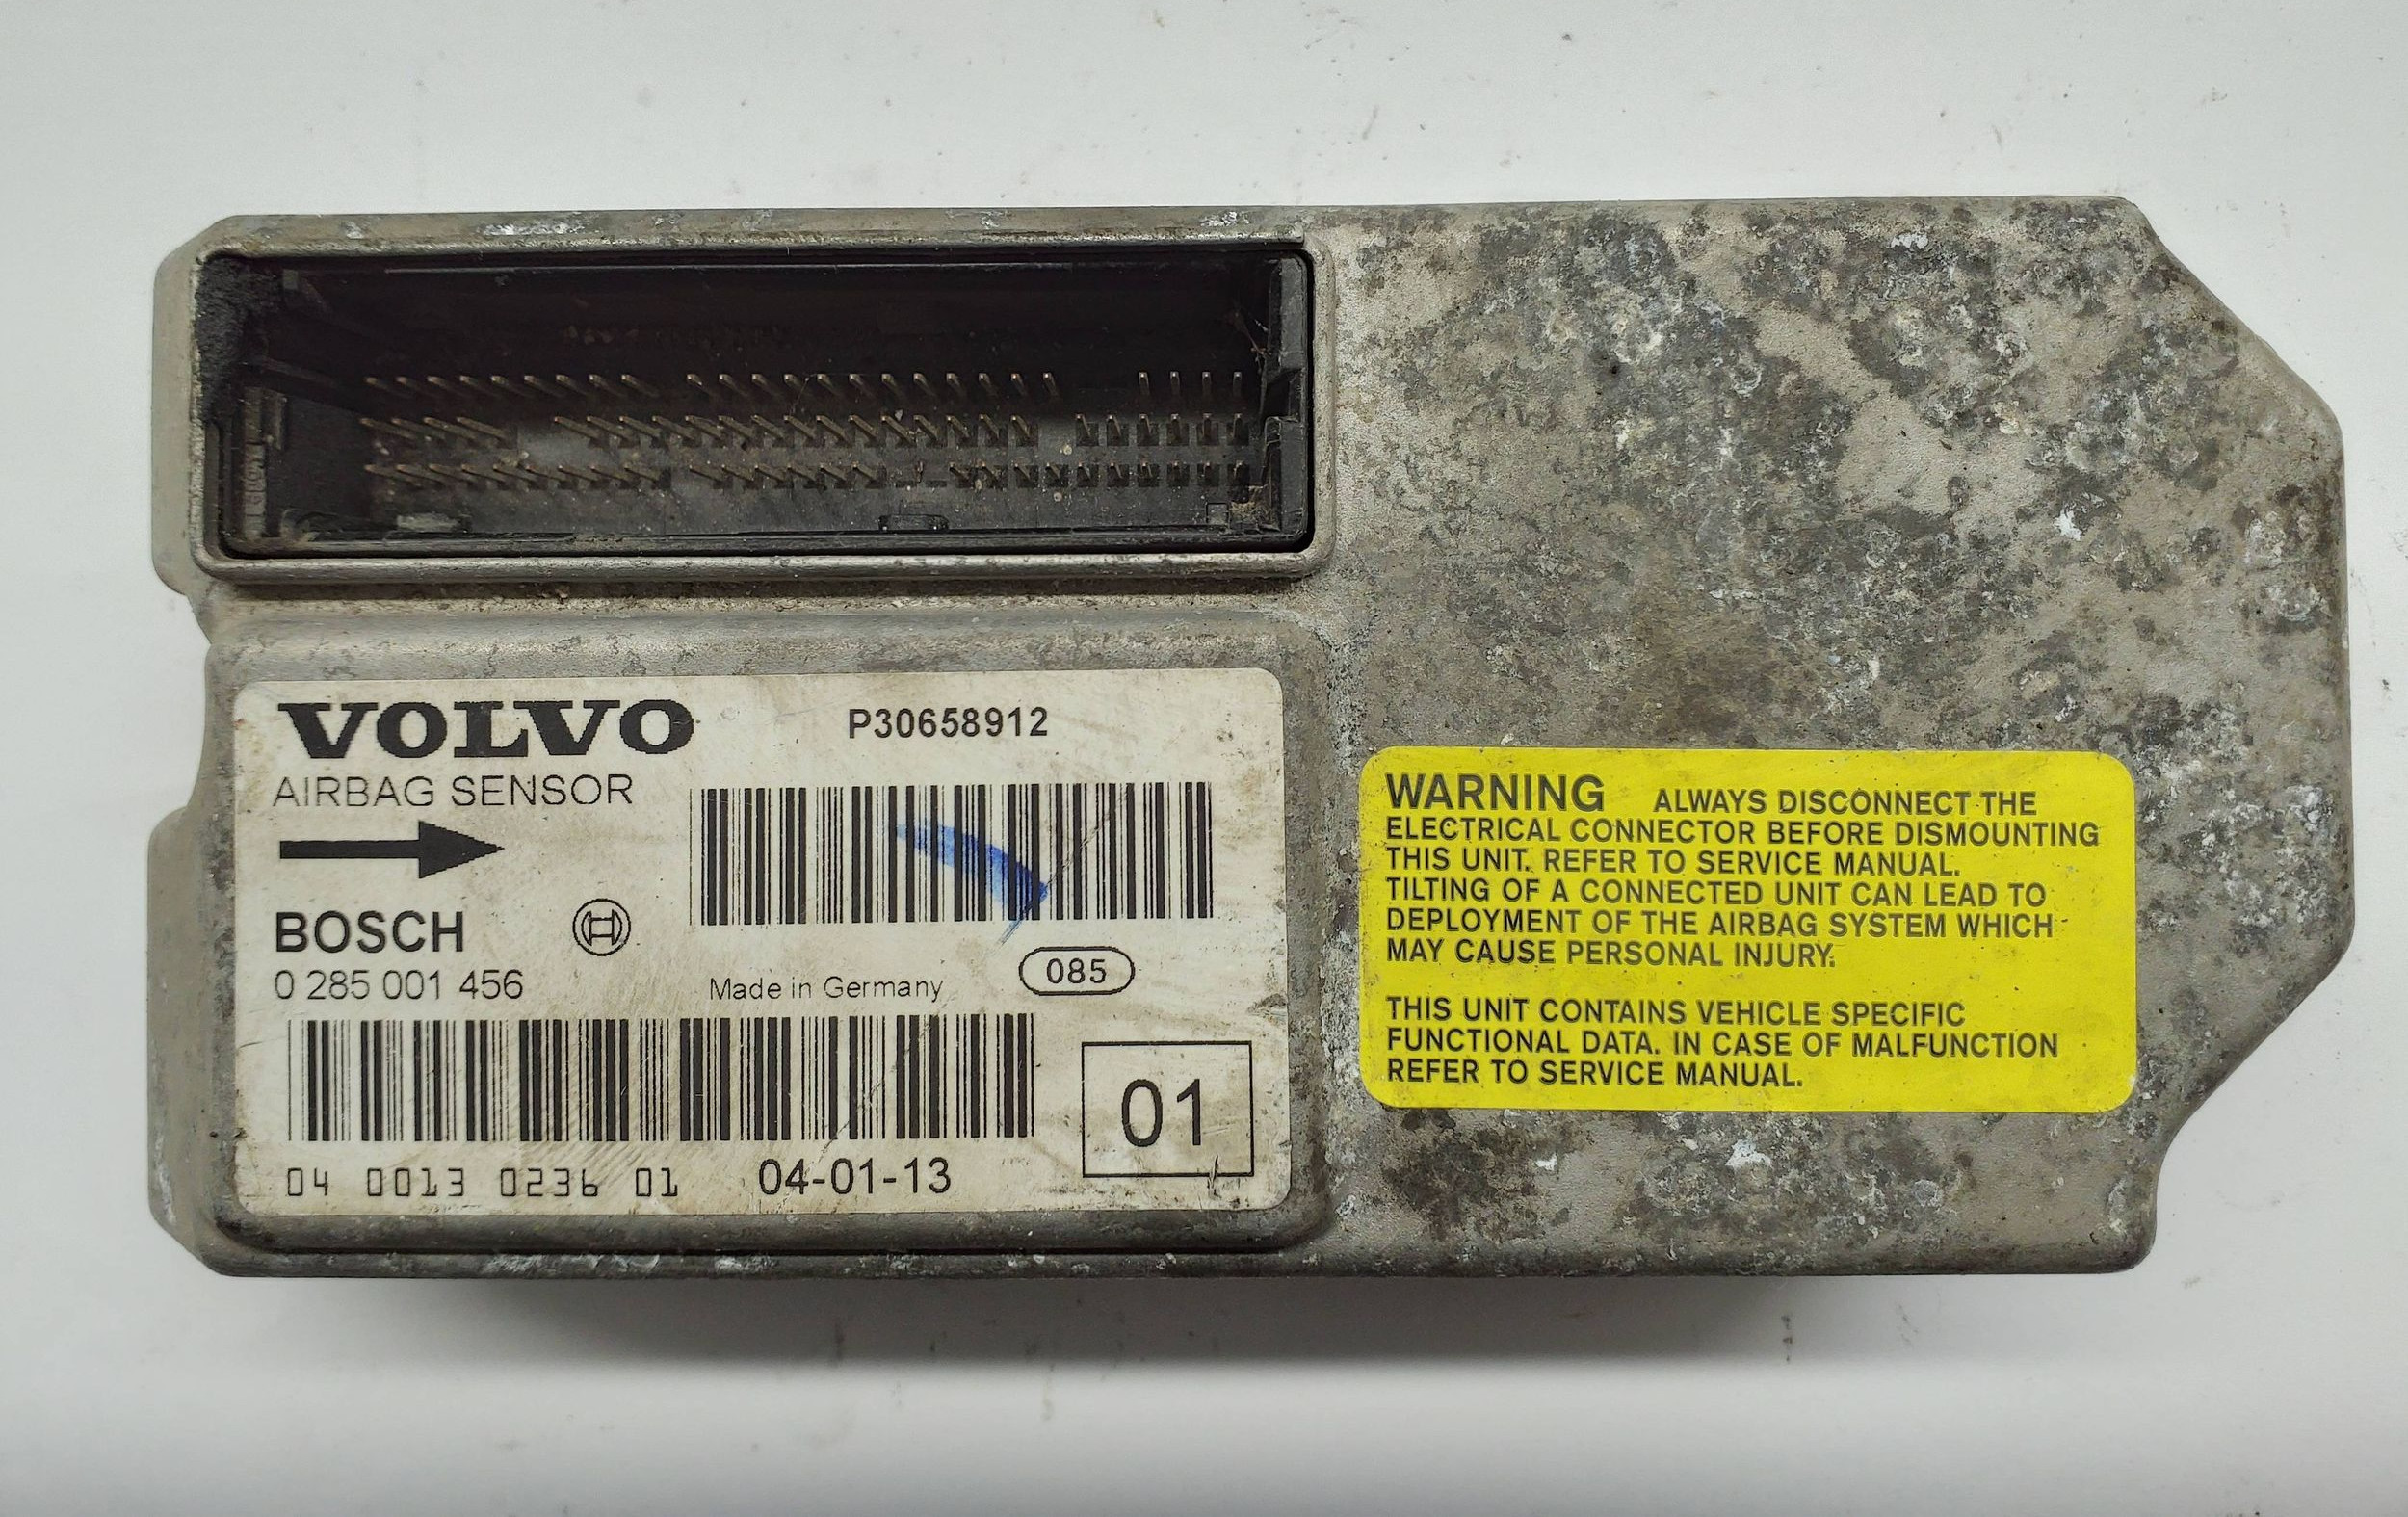 VOLVO
P30658912
AIRBAG SENSOR
BOSCH
0 285 001 456
Made in Germany
085
01
04 0013 0236 01
04-01-13
WARNING ALWAYS DISCONNECT THE
ELECTRICAL CONNECTOR BEFORE DISMOUNTING
THIS UNIT. REFER TO SERVICE MANUAL.
TILTING OF A CONNECTED UNIT CAN LEAD TO
DEPLOYMENT OF THE AIRBAG SYSTEM WHICH
MAY CAUSE PERSONAL INJURY.
THIS UNIT CONTAINS VEHICLE SPECIFIC
FUNCTIONAL DATA. IN CASE OF MALFUNCTION
REFER TO SERVICE MANUAL.